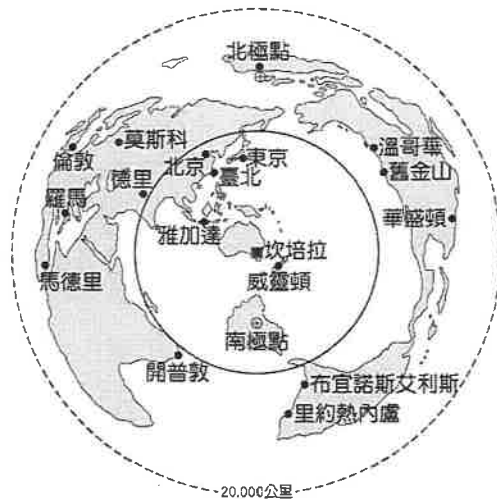 北極點
莫斯科
倫敦
北京
東京
溫哥華
舊金山
臺北
德里
羅馬
華盛頓
雅加達
坎培拉
馬德里
威靈頓
南極點
開普敦
布宜諾斯艾利斯
里約熱內盧
20,000公里